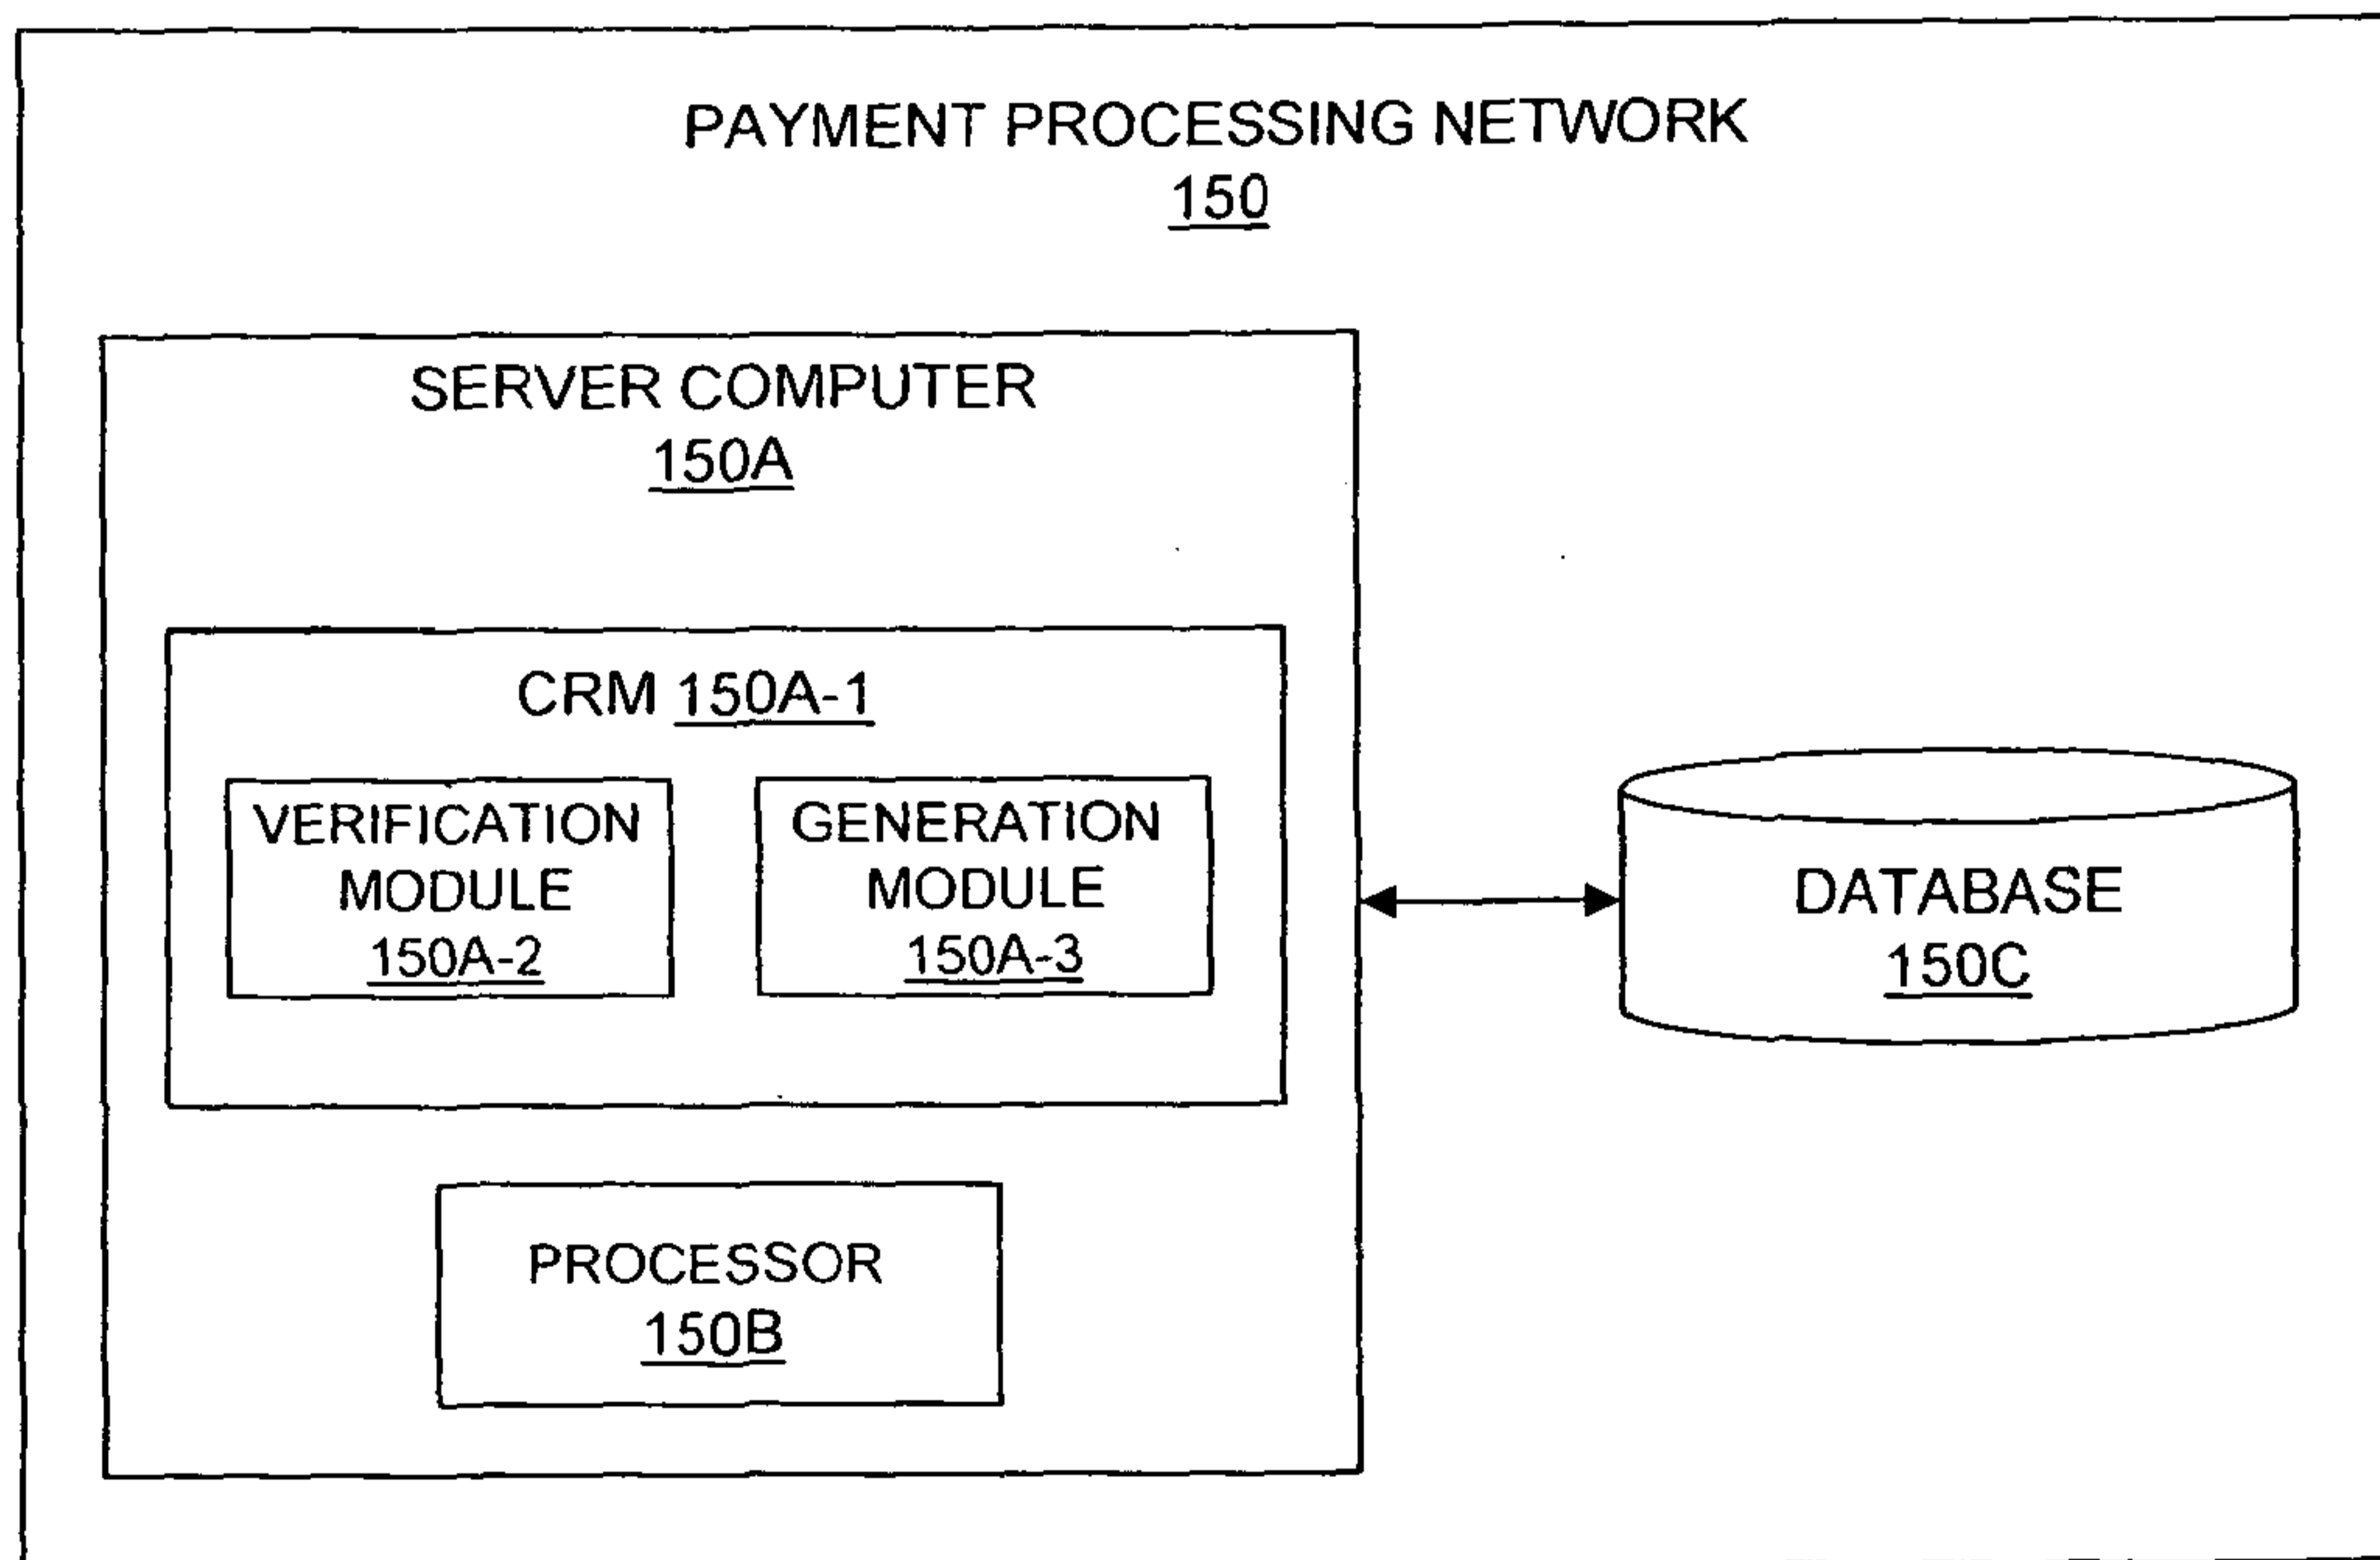 PAYMENT PROCESSING NETWORK
150
SERVER COMPUTER
150A
CRM 150A-1
VERIFICATION
MODULE
150A-2
GENERATION
MODULE
150A-3
DATABASE
150C
PROCESSOR
150B